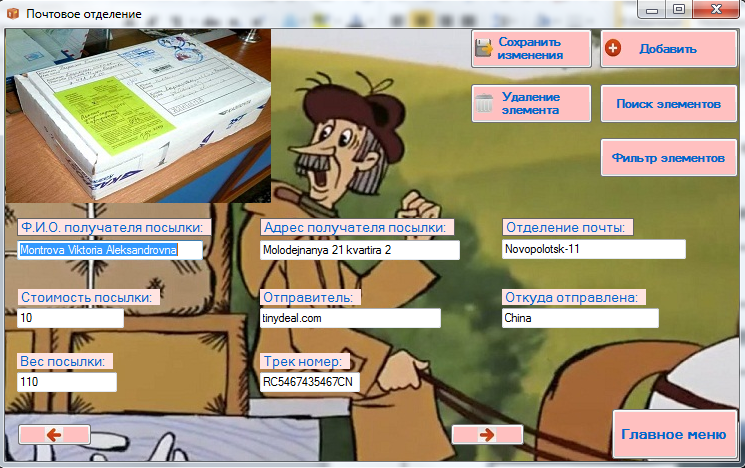 Почтовое отделение
Сохранить
изменения
Добавить
Удаление
элемента
Поиск элементов
Фильтр элементов
Ф.И.О. получателя посылки:
Адрес получателя посылки:
Отделение почты:
Montrova Viktoria Aleksandrovna
Molodejnanya 21 kvartira 2
Novopolotsk-11
Стоимость посылки:
Отправитель:
Откуда отправлена:
10
tinydeal.com
China
Вес посылки:
Трек номер:
110
RC5467435467CN
Главное меню